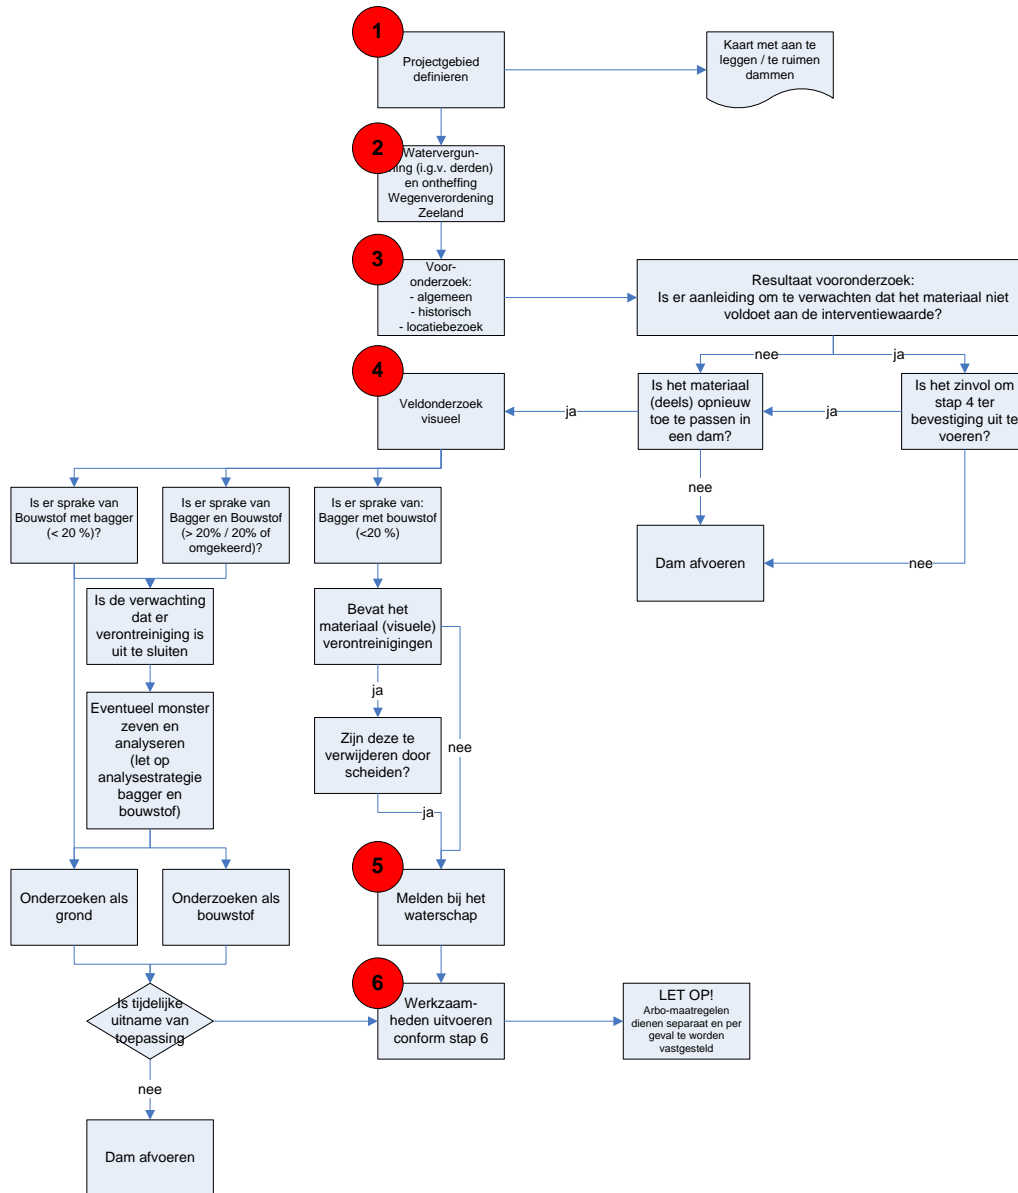 1
Projectgebied
definiëren
Kaart met aan te
leggen / te ruimen
dammen
2
Watervergun-
ning (i.g.v. derden)
en ontheffing
Wegenverordening
Zeeland
3
Voor-
onderzoek:
- algemeen
- historisch
- locatiebezoek
Resultaat vooronderzoek:
Is er aanleiding om te verwachten dat het materiaal niet
voldoet aan de interventiewaarde?
nee
ja
4
Veldonderzoek
visueel
ja
Is het materiaal
(deels) opnieuw
toe te passen in
een dam?
ja
Is het zinvol om
stap 4 ter
bevestiging uit te
voeren?
nee
Dam afvoeren
nee
Is er sprake van
Bouwstof met bagger
(< 20 %)?
Is er sprake van
Bagger en Bouwstof
(> 20% / 20% of
omgekeerd)?
Is er sprake van:
Bagger met bouwstof
(<20 %)
Is de verwachting
dat er
verontreiniging is
uit te sluiten
Bevat het
materiaal (visuele)
verontreinigingen
ja
nee
Eventueel monster
zeven en
analyseren
(let op
analysestrategie
bagger en
bouwstof)
Zijn deze te
verwijderen door
scheiden?
ja
Onderzoeken als
grond
Onderzoeken als
bouwstof
5
Melden bij het
waterschap
6
Is tijdelijke
uitname van
toepassing
Werkzaam-
heden uitvoeren
conform stap 6
LET OP!
Arbo-maatregelen
dienen separaat en per
geval te worden
vastgesteld
nee
Dam afvoeren